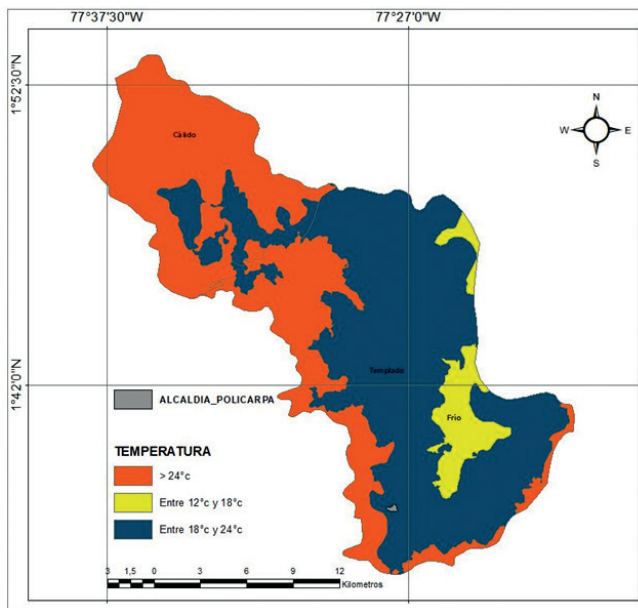 77°37'30"W 77°27'0"W
1°52'30"N
N
W E
S
Cálido
Templado
1°42'0"N
ALCALDIA_POLICARPA
Frío
TEMPERATURA
> 24°c
Entre 12°c y 18°c
Entre 18°c y 24°c
3 1,5 0 3 6 9 12
Kilometros